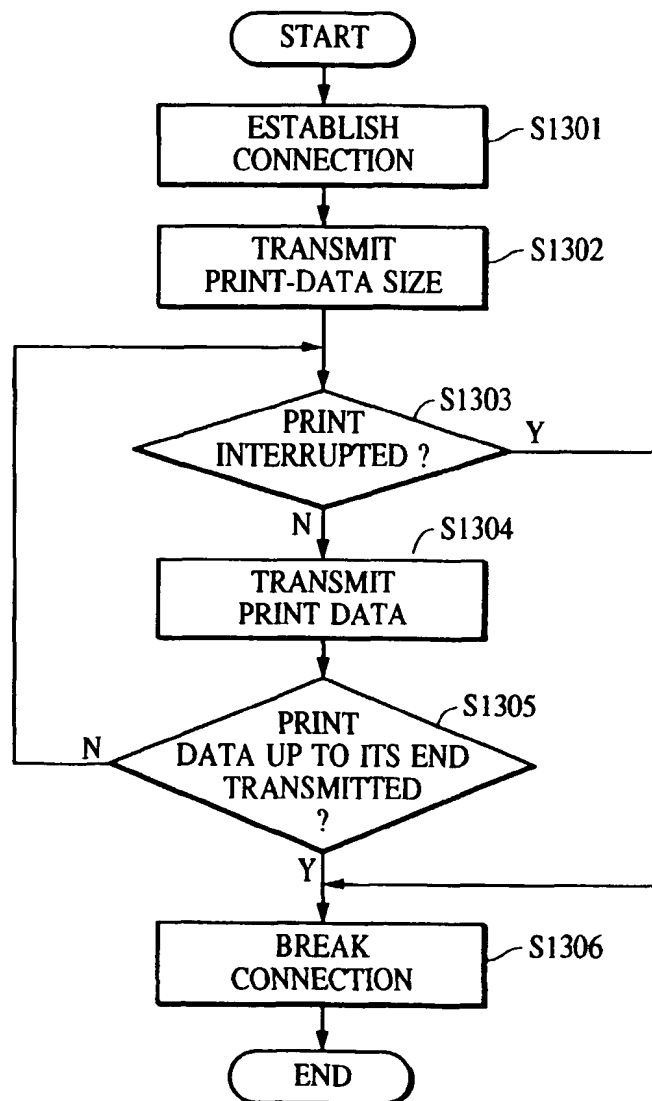 START
ESTABLISH
CONNECTION
S1301
TRANSMIT
PRINT-DATA SIZE
S1302
PRINT
INTERRUPTED ?
S1303
Y
N
S1304
TRANSMIT
PRINT DATA
PRINT
DATA UP TO ITS END
TRANSMITTED
?
S1305
N
Y
BREAK
CONNECTION
S1306
END